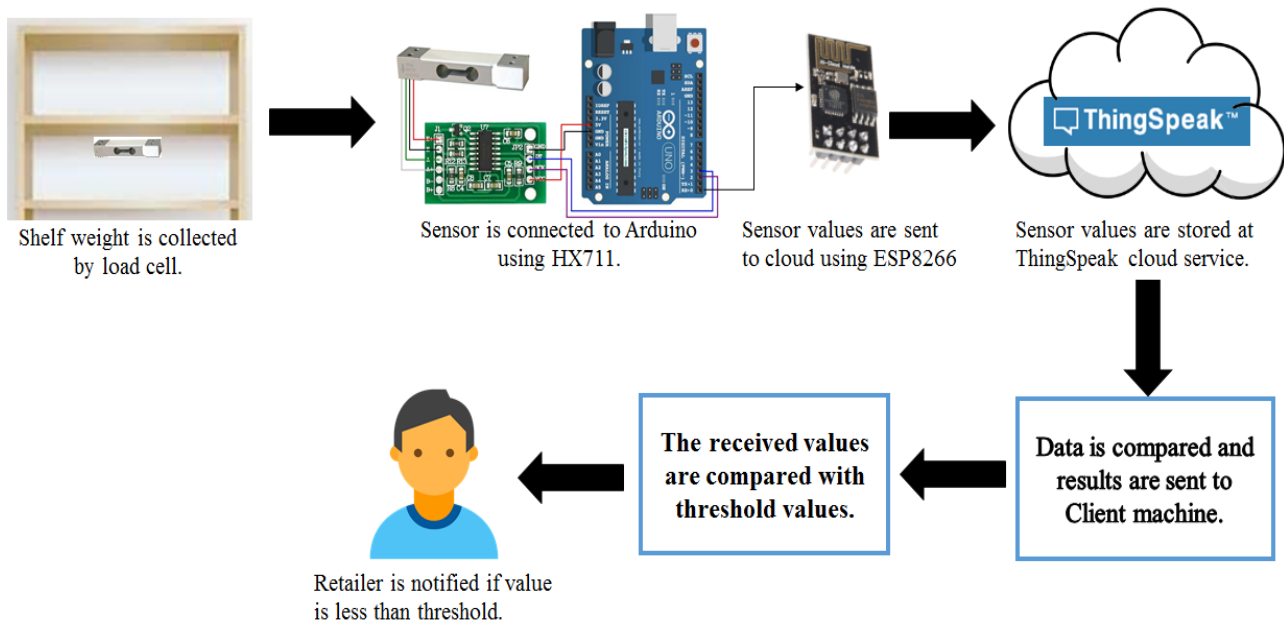 ThingSpeak™
Shelf weight is collected
by load cell.
Sensor is connected to Arduino
using HX711.
Sensor values are sent
to cloud using ESP8266
Sensor values are stored at
ThingSpeak cloud service.
The received values
are compared with
threshold values.
Data is compared and
results are sent to
Client machine.
Retailer is notified if value
is less than threshold.